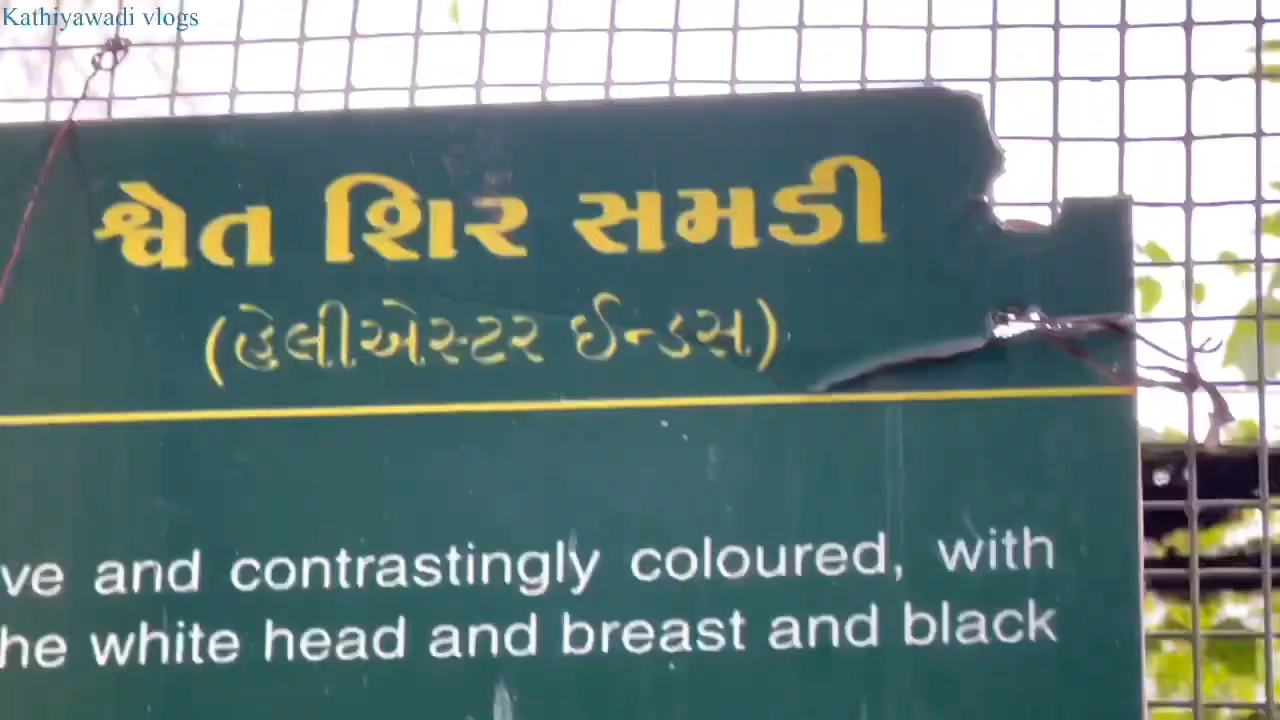 Kathiyawadi vlogs
શ્વેત શિર સમડી
(હેલીએસ્ટર ઈન્ડસ)
ve and contrastingly coloured, with
he white head and breast and black